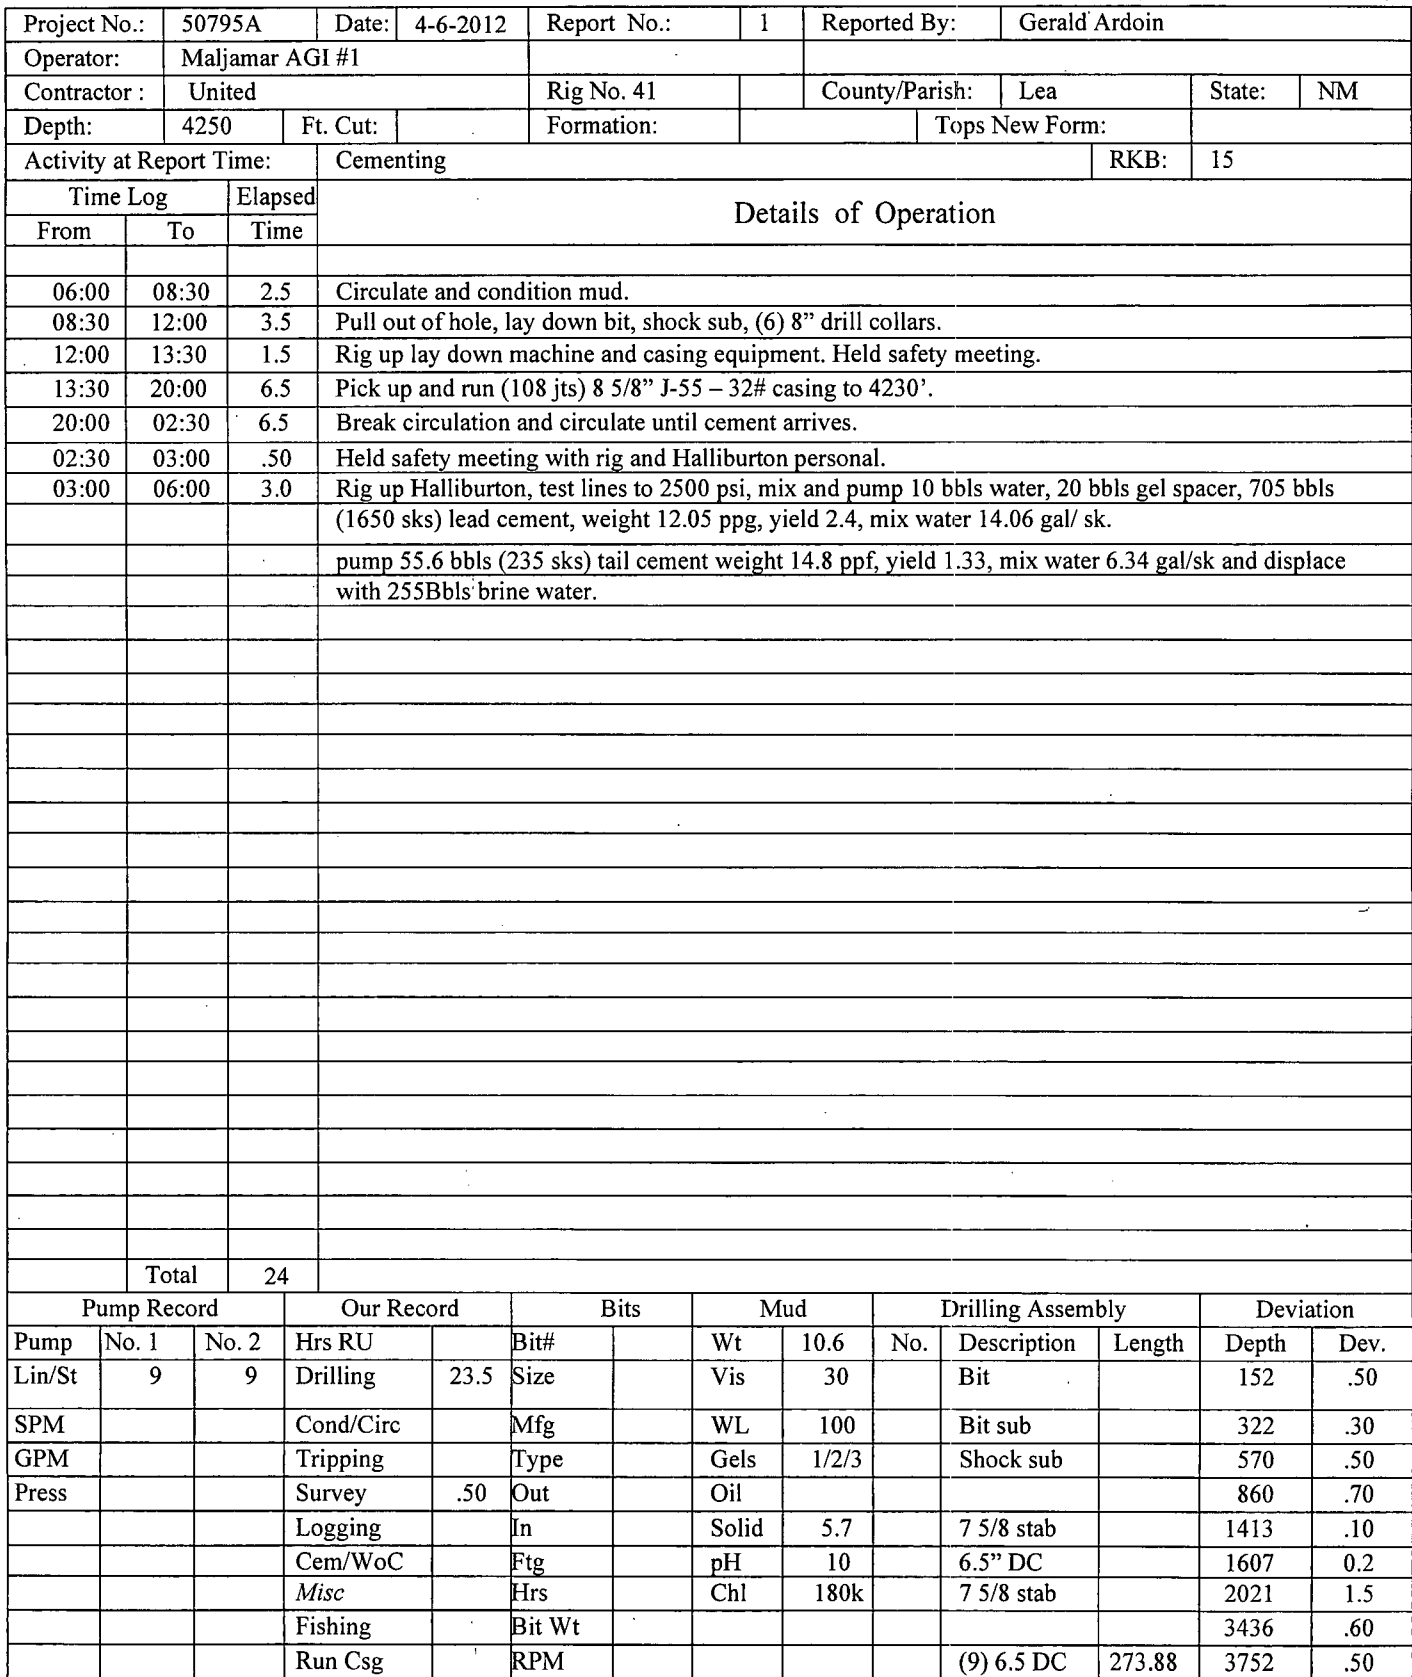 Project No.: 50795A Date: 4-6-2012 Report No.: 1 Reported By: Gerald Ardoin
Operator: Maljamar AGI #1
Contractor : United Rig No. 41 County/Parish: Lea State: NM
Depth: 4250 Ft. Cut: Formation: Tops New Form:
Activity at Report Time: Cementing RKB: 15
Time Log Elapsed Details of Operation
From To Time
06:00 08:30 2.5 Circulate and condition mud.
08:30 12:00 3.5 Pull out of hole, lay down bit, shock sub, (6) 8” drill collars.
12:00 13:30 1.5 Rig up lay down machine and casing equipment. Held safety meeting.
13:30 20:00 6.5 Pick up and run (108 jts) 8 5/8” J-55 – 32# casing to 4230’.
20:00 02:30 6.5 Break circulation and circulate until cement arrives.
02:30 03:00 .50 Held safety meeting with rig and Halliburton personal.
03:00 06:00 3.0 Rig up Halliburton, test lines to 2500 psi, mix and pump 10 bbls water, 20 bbls gel spacer, 705 bbls
(1650 sks) lead cement, weight 12.05 ppg, yield 2.4, mix water 14.06 gal/ sk.
pump 55.6 bbls (235 sks) tail cement weight 14.8 ppf, yield 1.33, mix water 6.34 gal/sk and displace
with 255Bbls brine water.
Total 24
Pump Record Our Record Bits Mud Drilling Assembly Deviation
Pump No. 1 No. 2 Hrs RU Bit# Wt 10.6 No. Description Length Depth Dev.
Lin/St 9 9 Drilling 23.5 Size Vis 30 Bit 152 .50
SPM Cond/Circ Mfg WL 100 Bit sub 322 .30
GPM Tripping Type Gels 1/2/3 Shock sub 570 .50
Press Survey .50 Out Oil 860 .70
Logging In Solid 5.7 7 5/8 stab 1413 .10
Cem/WoC Ftg pH 10 6.5” DC 1607 0.2
Misc Hrs Chl 180k 7 5/8 stab 2021 1.5
Fishing Bit Wt 3436 .60
Run Csg RPM (9) 6.5 DC 273.88 3752 .50